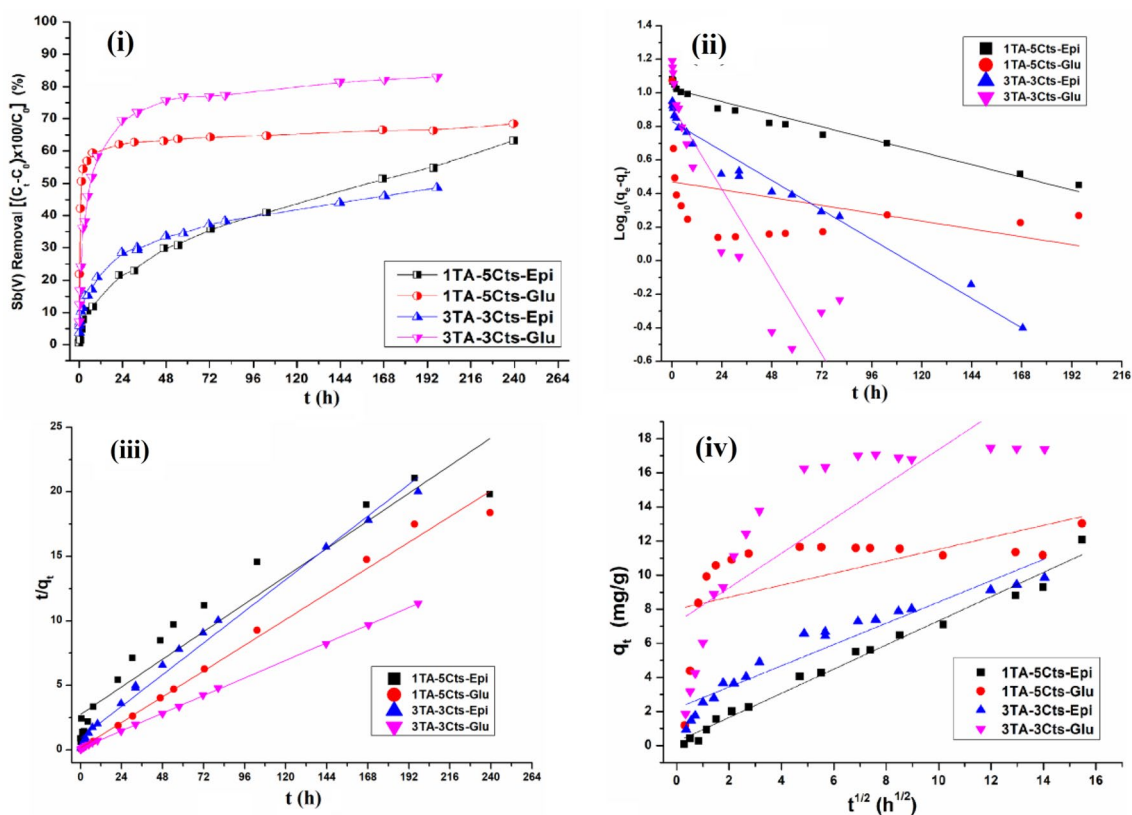 (i)
Sb(V) Removal [(Cₜ-C₀)x100/C₀] (%)
100
90
80
70
60
50
40
30
20
10
0
1TA-5Cts-Epi
1TA-5Cts-Glu
3TA-3Cts-Epi
3TA-3Cts-Glu
0 24 48 72 96 120 144 168 192 216 240 264
t (h)
(ii)
Log₁₀(qₑ-qₜ)
1.4
1.2
1.0
0.8
0.6
0.4
0.2
0.0
-0.2
-0.4
-0.6
1TA-5Cts-Epi
1TA-5Cts-Glu
3TA-3Cts-Epi
3TA-3Cts-Glu
0 24 48 72 96 120 144 168 192 216
t (h)
(iii)
t/qₜ
25
20
15
10
5
0
1TA-5Cts-Epi
1TA-5Cts-Glu
3TA-3Cts-Epi
3TA-3Cts-Glu
0 24 48 72 96 120 144 168 192 216 240 264
t (h)
(iv)
qₜ (mg/g)
18
16
14
12
10
8
6
4
2
0
1TA-5Cts-Epi
1TA-5Cts-Glu
3TA-3Cts-Epi
3TA-3Cts-Glu
0 2 4 6 8 10 12 14 16
t¹/² (h¹/²)